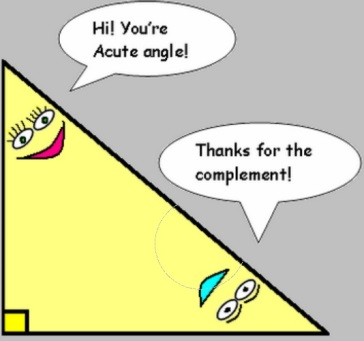 Hi! You're
Acute angle!
Thanks for the
complement!